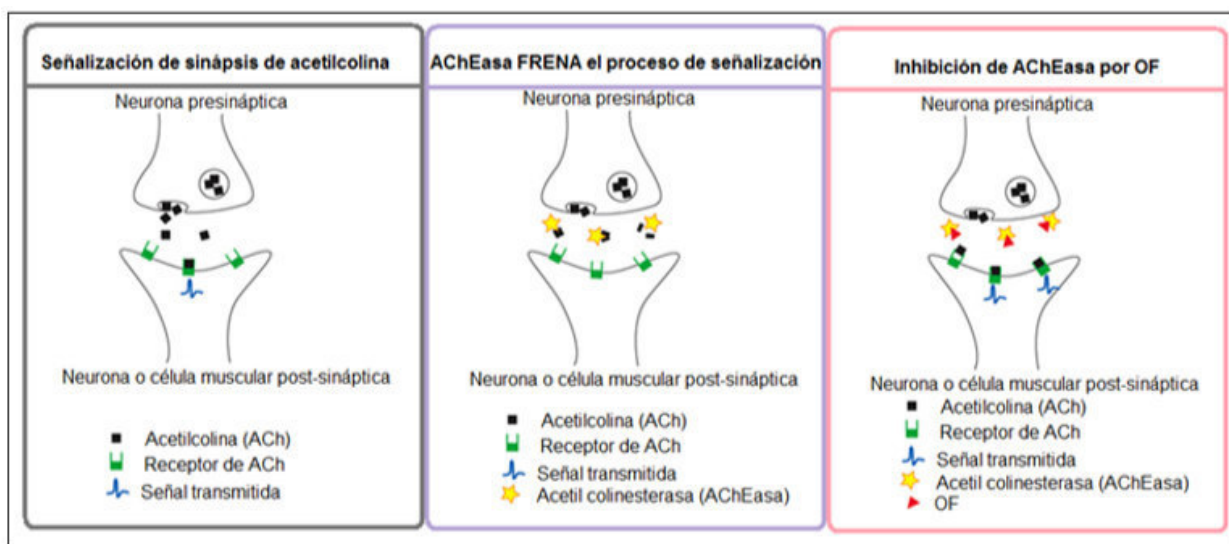 Señalización de sinápsis de acetilcolina
Neurona presináptica
Neurona o célula muscular post-sináptica
Acetilcolina (ACh)
Receptor de ACh
Señal transmitida
AChEasa FRENA el proceso de señalización
Neurona presináptica
Neurona o célula muscular post-sináptica
Acetilcolina (ACh)
Receptor de ACh
Señal transmitida
Acetil colinesterasa (AChEasa)
Inhibición de AChEasa por OF
Neurona presináptica
Neurona o célula muscular post-sináptica
Acetilcolina (ACh)
Receptor de ACh
Señal transmitida
Acetil colinesterasa (AChEasa)
OF